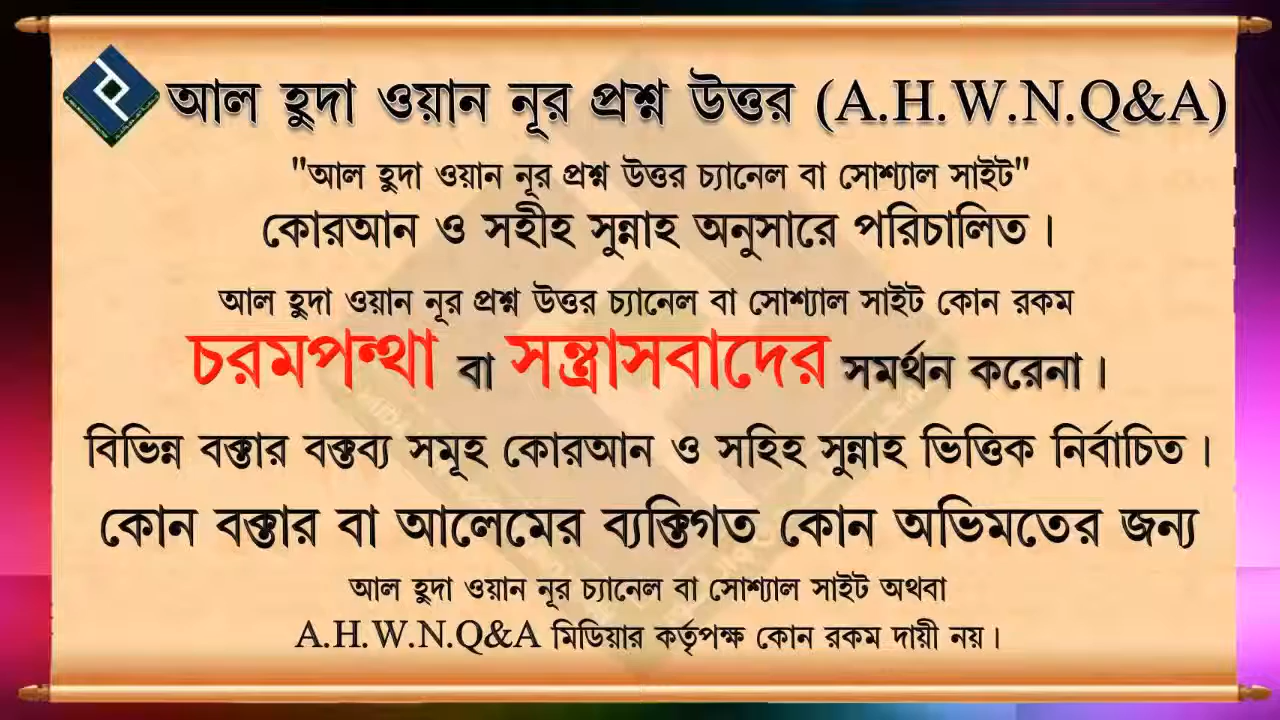 আল হুদা ওয়ান নূর প্রশ্ন উত্তর (A.H.W.N.Q&A)
"আল হুদা ওয়ান নূর প্রশ্ন উত্তর চ্যানেল বা সোশ্যাল সাইট"
কোরআন ও সহীহ সুন্নাহ অনুসারে পরিচালিত।
আল হুদা ওয়ান নূর প্রশ্ন উত্তর চ্যানেল বা সোশ্যাল সাইট কোন রকম
চরমপন্থা বা সন্ত্রাসবাদের সমর্থন করেনা।
বিভিন্ন বক্তার বক্তব্য সমূহ কোরআন ও সহিহ সুন্নাহ ভিত্তিক নির্বাচিত।
কোন বক্তার বা আলেমের ব্যক্তিগত কোন অভিমতের জন্য
আল হুদা ওয়ান নূর চ্যানেল বা সোশ্যাল সাইট অথবা
A.H.W.N.Q&A মিডিয়ার কর্তৃপক্ষ কোন রকম দায়ী নয়।